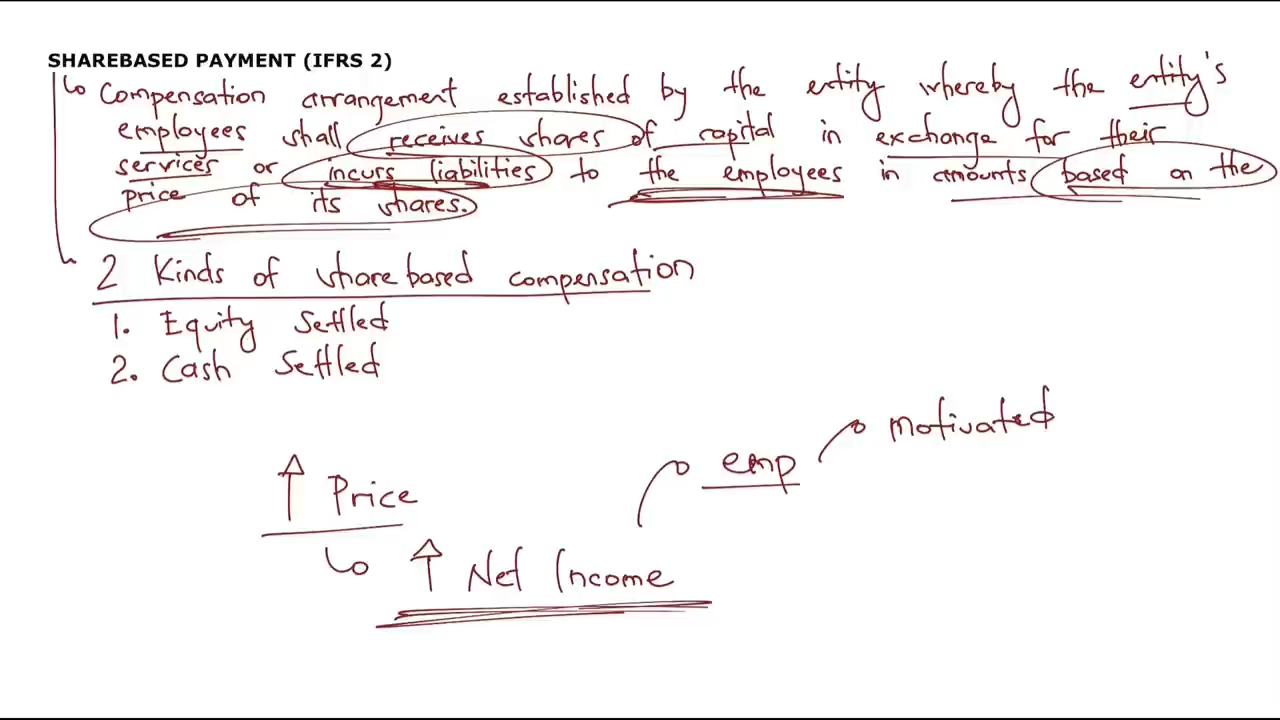 SHAREBASED PAYMENT (IFRS 2)
Compensation arrangement established by the entity whereby the entity's
employees shall receives shares of capital in exchange for their
services or incurs liabilities to the employees in amounts based on the
price of its shares.
2 Kinds of share based compensation
1. Equity Settled
2. Cash Settled
motivated
emp
↑ Price
↑ Net Income